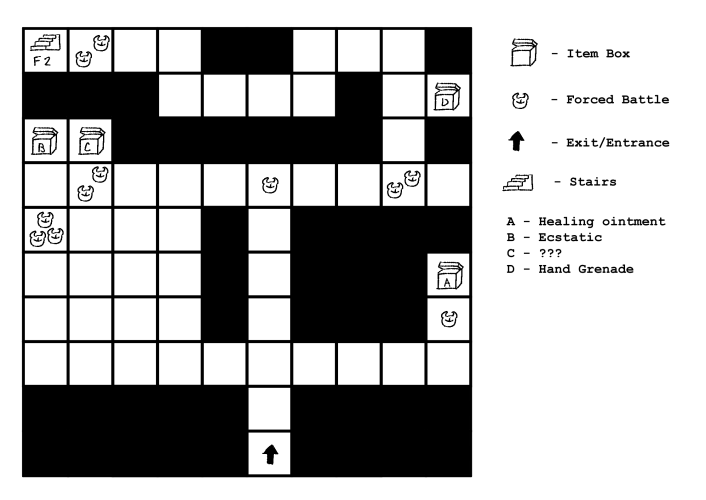 F2
D
B
C
A
- Item Box
- Forced Battle
- Exit/Entrance
- Stairs
A - Healing ointment
B - Ecstatic
C - ???
D - Hand Grenade